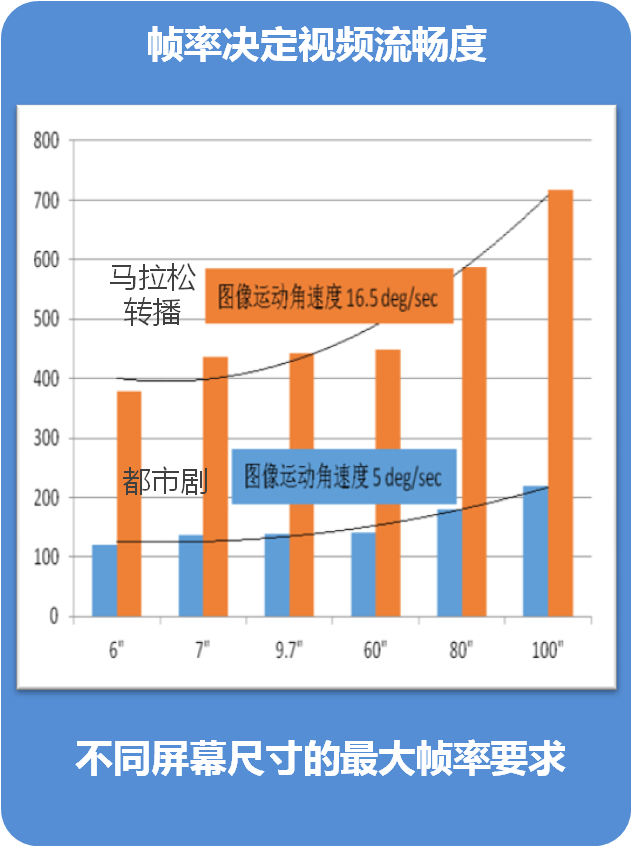 帧率决定视频流畅度
800
700
600
500
400
300
200
100
0
马拉松
转播
图像运动角速度 16.5 deg/sec
都市剧
图像运动角速度 5 deg/sec
6" 7" 9.7" 60" 80" 100"
不同屏幕尺寸的最大帧率要求